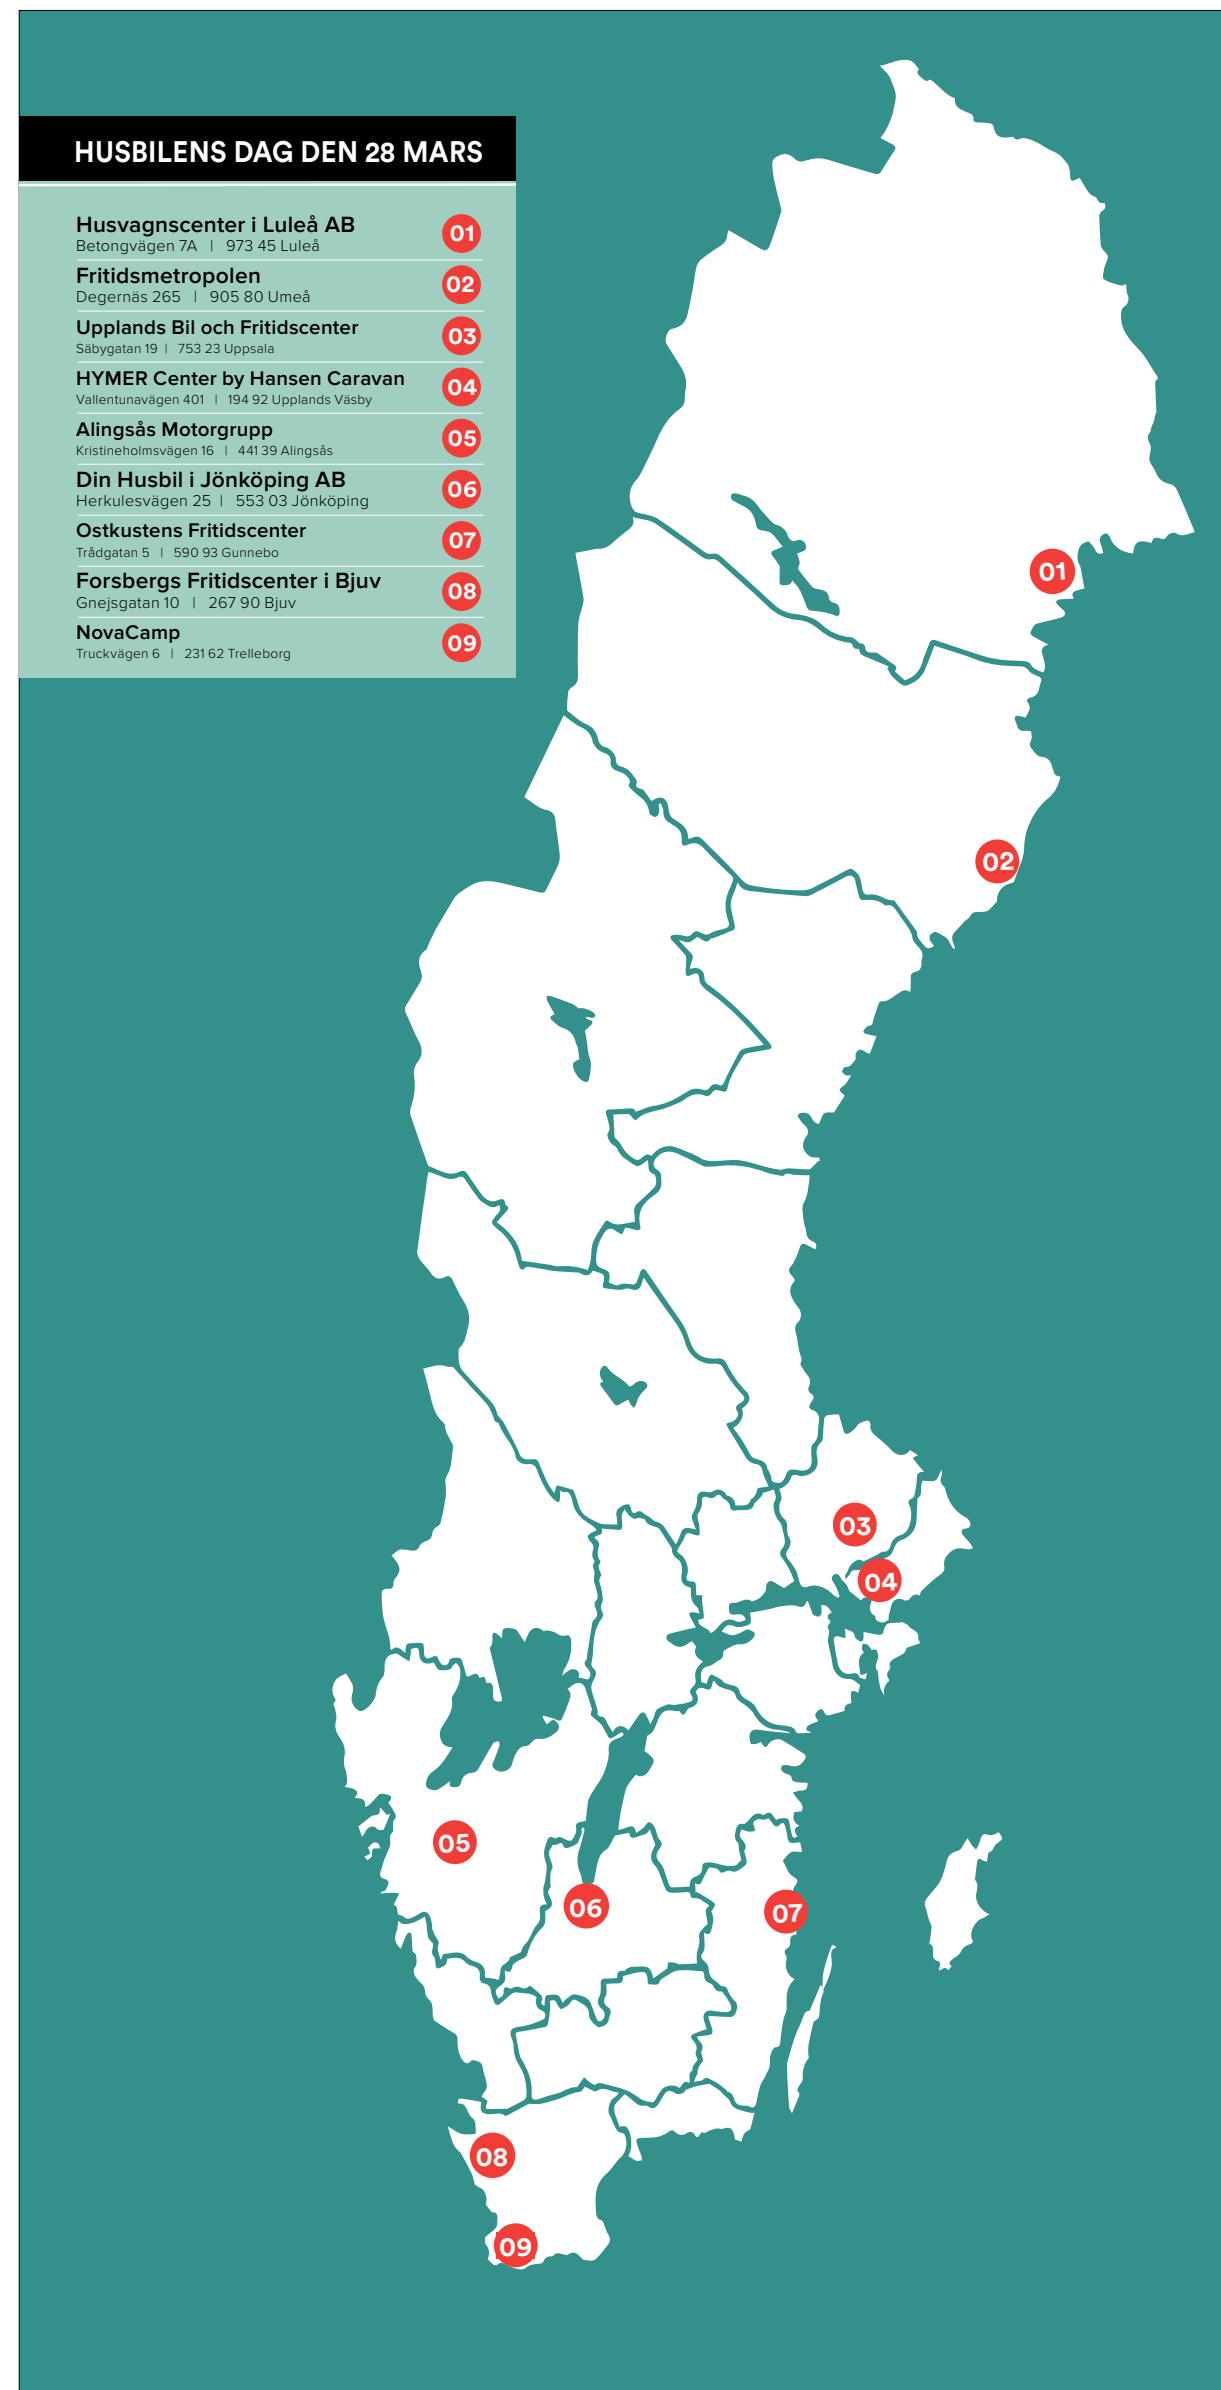 HUSBILENS DAG DEN 28 MARS
Husvagnscenter i Luleå AB
Betongvägen 7A | 973 45 Luleå
01
Fritidsmetropolen
Degernäs 265 | 905 80 Umeå
02
Upplands Bil och Fritidscenter
Säbygatan 19 | 753 23 Uppsala
03
HYMER Center by Hansen Caravan
Vallentunavägen 401 | 194 92 Upplands Väsby
04
Alingsås Motorgrupp
Kristineholmsvägen 16 | 441 39 Alingsås
05
Din Husbil i Jönköping AB
Herkulesvägen 25 | 553 03 Jönköping
06
Ostkustens Fritidscenter
Trådgatan 5 | 590 93 Gunnebo
07
Forsbergs Fritidscenter i Bjuv
Gnejsgatan 10 | 267 90 Bjuv
08
NovaCamp
Truckvägen 6 | 231 62 Trelleborg
09
01
02
03
04
05
06
07
08
09